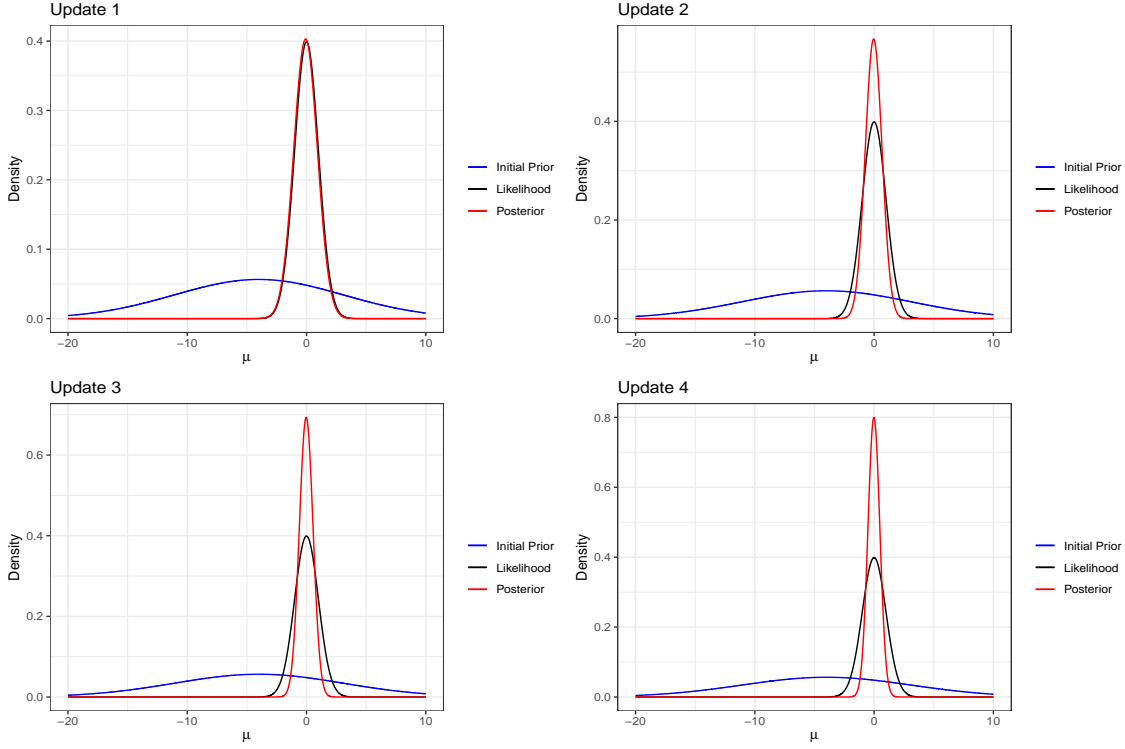 Update 1
0.4
0.3
0.2
0.1
0.0
Density
−20
−10
0
10
μ
Initial Prior
Likelihood
Posterior
Update 2
0.4
0.2
0.0
Density
−20
−10
0
10
μ
Initial Prior
Likelihood
Posterior
Update 3
0.6
0.4
0.2
0.0
Density
−20
−10
0
10
μ
Initial Prior
Likelihood
Posterior
Update 4
0.8
0.6
0.4
0.2
0.0
Density
−20
−10
0
10
μ
Initial Prior
Likelihood
Posterior